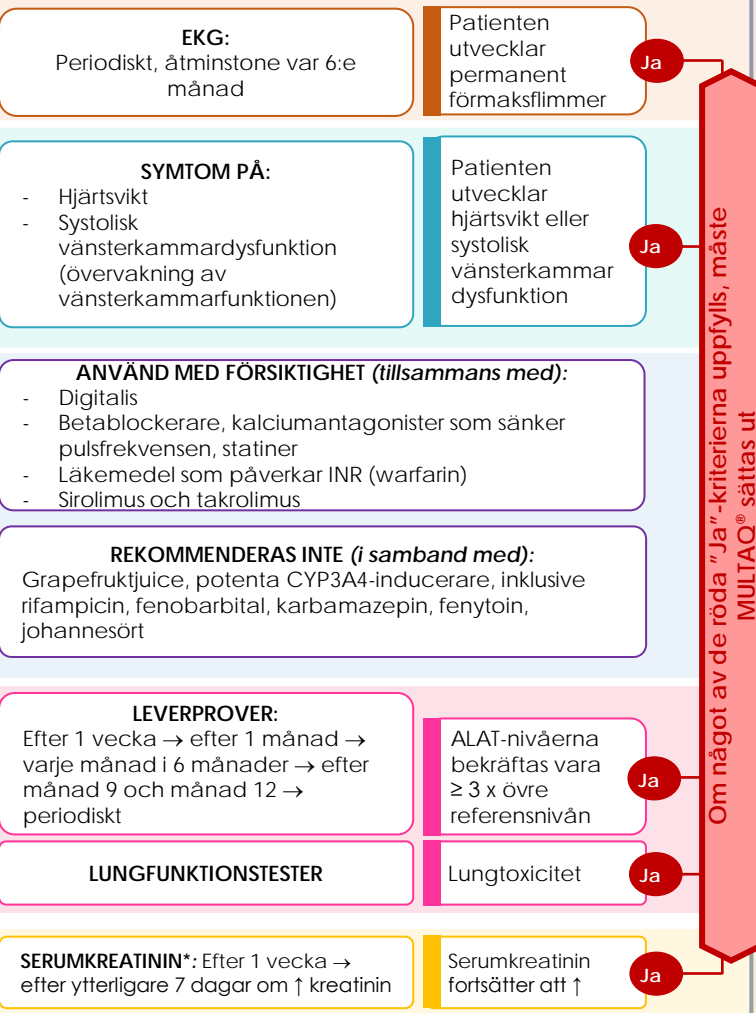 EKG:
Periodiskt, åtminstone var 6:e
månad
Patienten
utvecklar
permanent
förmaksflimmer
Ja
SYMTOM PÅ:
- Hjärtsvikt
- Systolisk
vänsterkammardysfunktion
(övervakning av
vänsterkammarfunktionen)
Patienten
utvecklar
hjärtsvikt eller
systolisk
vänsterkammar
dysfunktion
Ja
ANVÄND MED FÖRSIKTIGHET (tillsammans med):
- Digitalis
- Betablockerare, kalciumantagonister som sänker
pulsfrekvensen, statiner
- Läkemedel som påverkar INR (warfarin)
- Sirolimus och takrolimus
REKOMMENDERAS INTE (i samband med):
Grapefruktjuice, potenta CYP3A4-inducerare, inklusive
rifampicin, fenobarbital, karbamazepin, fenytoin,
johannesört
LEVERPROVER:
Efter 1 vecka → efter 1 månad →
varje månad i 6 månader → efter
månad 9 och månad 12 →
periodiskt
ALAT-nivåerna
bekräftas vara
≥ 3 x övre
referensnivån
Ja
LUNGFUNKTIONSTESTER
Lungtoxicitet
Ja
SERUMKREATININ*: Efter 1 vecka →
efter ytterligare 7 dagar om ↑ kreatinin
Serumkreatinin
fortsätter att ↑
Ja
Om något av de röda "Ja"-kriterierna uppfylls, måste
MULTAQ® sättas ut